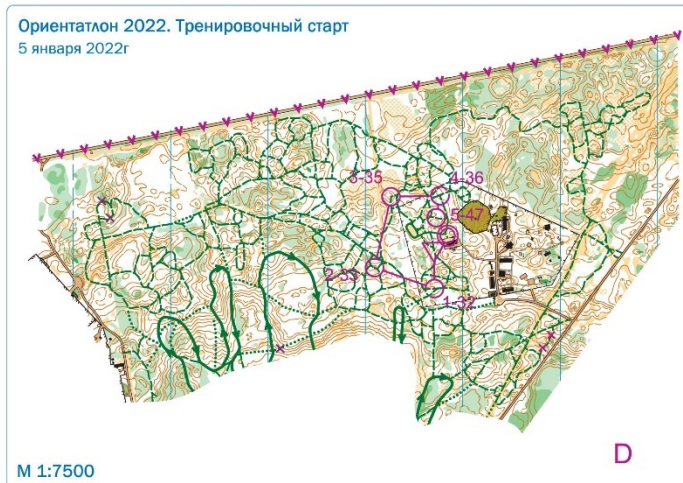 Ориентатлон 2022. Тренировочный старт
5 января 2022г
3-35
4-36
5-47
2-33
1-32
D
М 1:7500